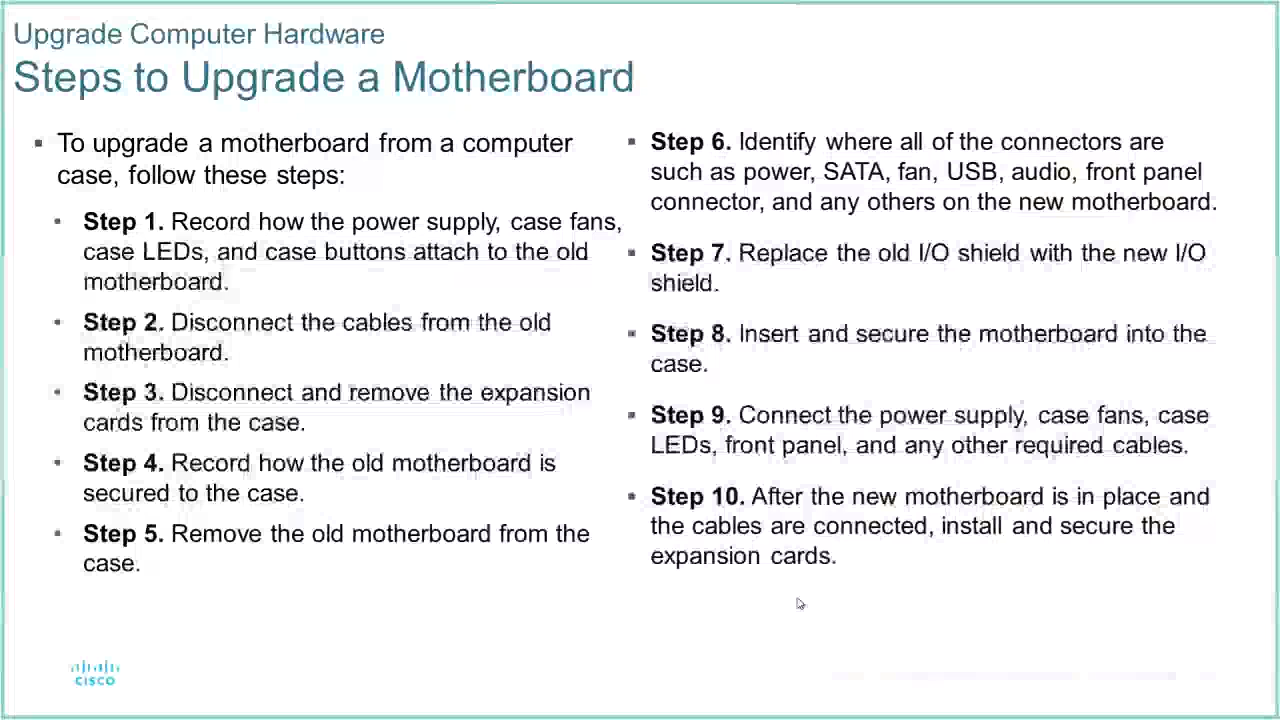 Upgrade Computer Hardware
Steps to Upgrade a Motherboard
To upgrade a motherboard from a computer
case, follow these steps:
Step 1. Record how the power supply, case fans,
case LEDs, and case buttons attach to the old
motherboard.
Step 2. Disconnect the cables from the old
motherboard.
Step 3. Disconnect and remove the expansion
cards from the case.
Step 4. Record how the old motherboard is
secured to the case.
Step 5. Remove the old motherboard from the
case.
Step 6. Identify where all of the connectors are
such as power, SATA, fan, USB, audio, front panel
connector, and any others on the new motherboard.
Step 7. Replace the old I/O shield with the new I/O
shield.
Step 8. Insert and secure the motherboard into the
case.
Step 9. Connect the power supply, case fans, case
LEDs, front panel, and any other required cables.
Step 10. After the new motherboard is in place and
the cables are connected, install and secure the
expansion cards.
CISCO